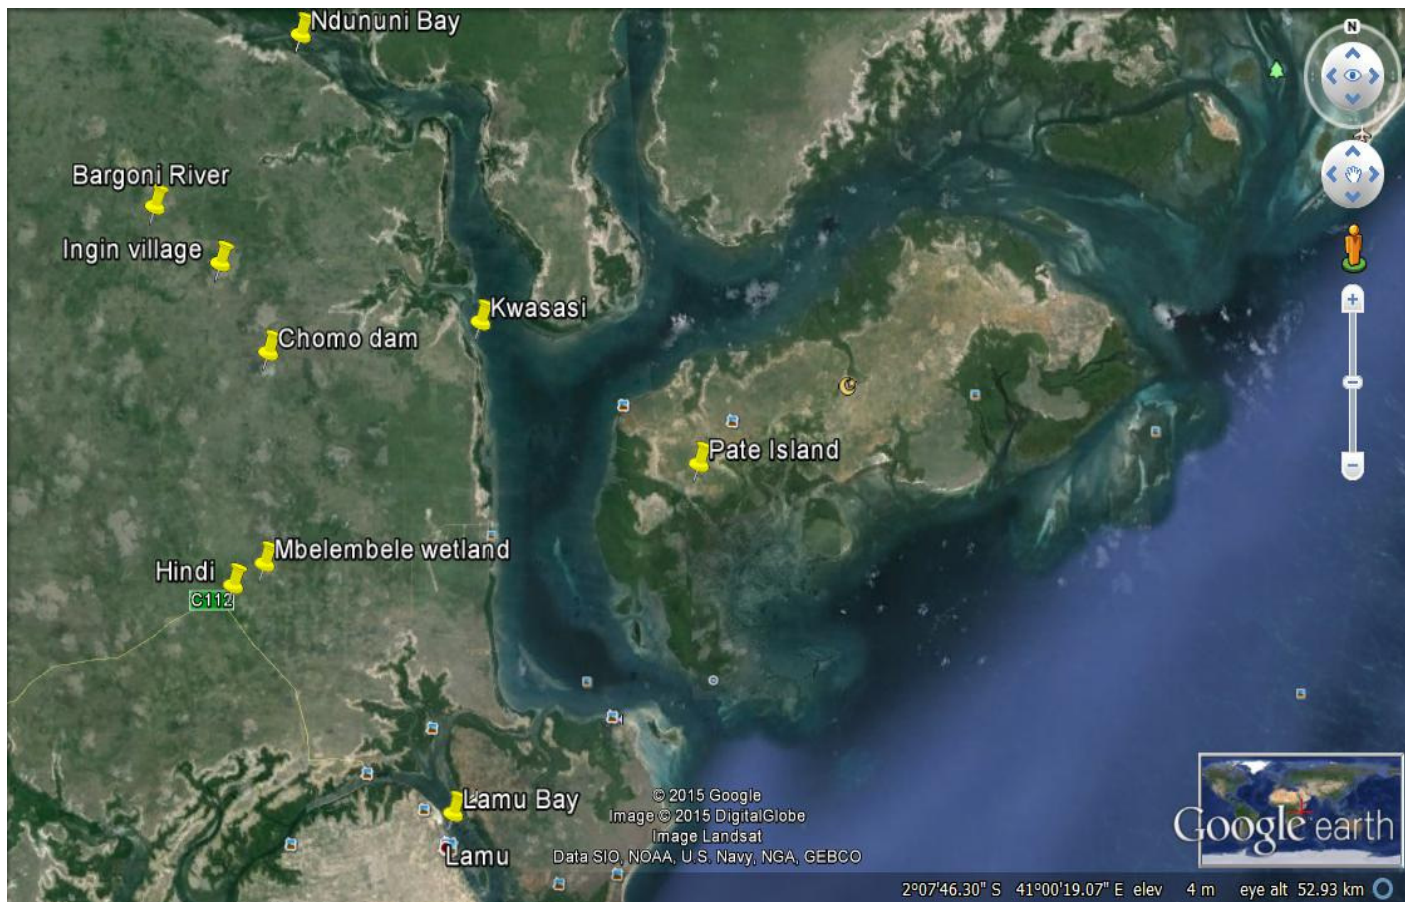 Ndununi Bay
N
Bargoni River
Ingin village
Kwasasi
Chomo dam
Pate Island
Mbelembele wetland
Hindi
C112
Lamu Bay
Lamu
© 2015 Google
Image © 2015 DigitalGlobe
Image Landsat
Data SIO, NOAA, U.S. Navy, NGA, GEBCO
Google earth
2°07'46.30" S 41°00'19.07" E elev 4 m eye alt 52.93 km